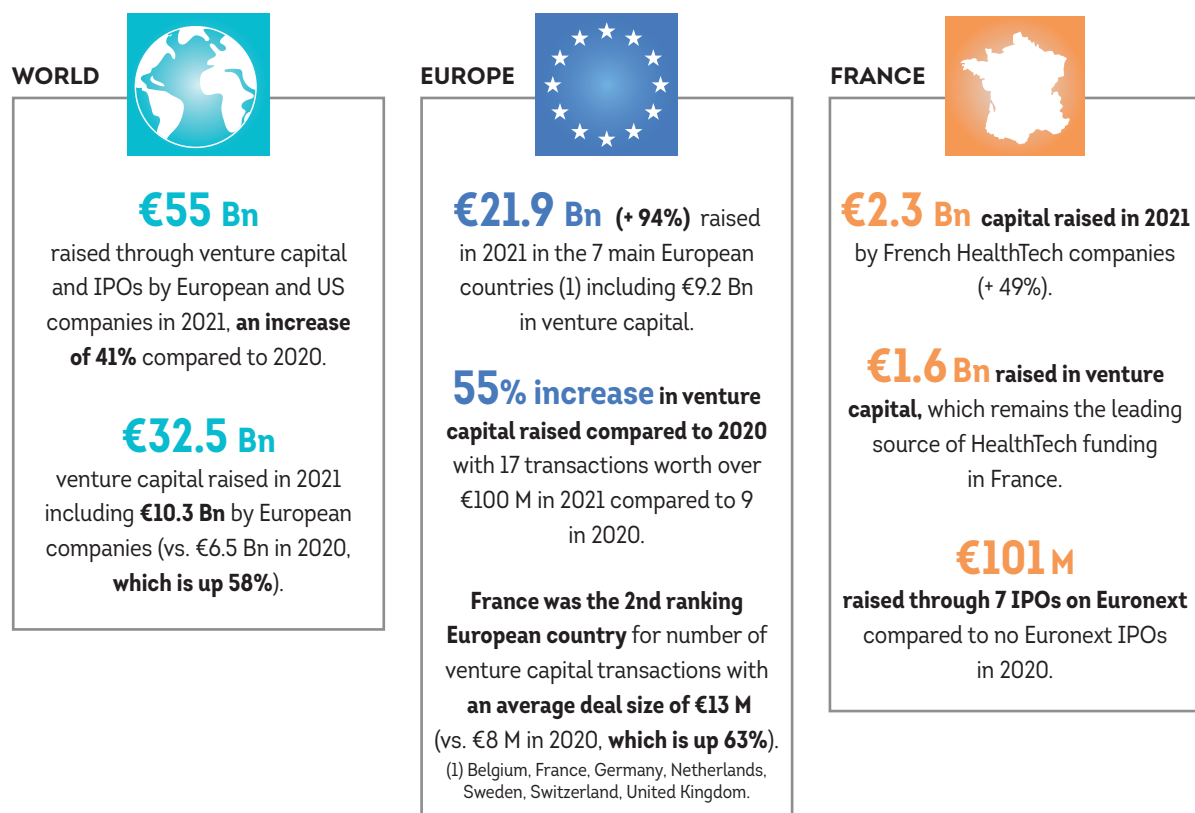 WORLD
€55 Bn
raised through venture capital
and IPOs by European and US
companies in 2021, an increase
of 41% compared to 2020.
€32.5 Bn
venture capital raised in 2021
including €10.3 Bn by European
companies (vs. €6.5 Bn in 2020,
which is up 58%).
EUROPE
€21.9 Bn (+ 94%) raised
in 2021 in the 7 main European
countries (1) including €9.2 Bn
in venture capital.
55% increase in venture
capital raised compared to 2020
with 17 transactions worth over
€100 M in 2021 compared to 9
in 2020.
France was the 2nd ranking
European country for number of
venture capital transactions with
an average deal size of €13 M
(vs. €8 M in 2020, which is up 63%).
(1) Belgium, France, Germany, Netherlands,
Sweden, Switzerland, United Kingdom.
FRANCE
€2.3 Bn capital raised in 2021
by French HealthTech companies
(+ 49%).
€1.6 Bn raised in venture
capital, which remains the leading
source of HealthTech funding
in France.
€101 M
raised through 7 IPOs on Euronext
compared to no Euronext IPOs
in 2020.